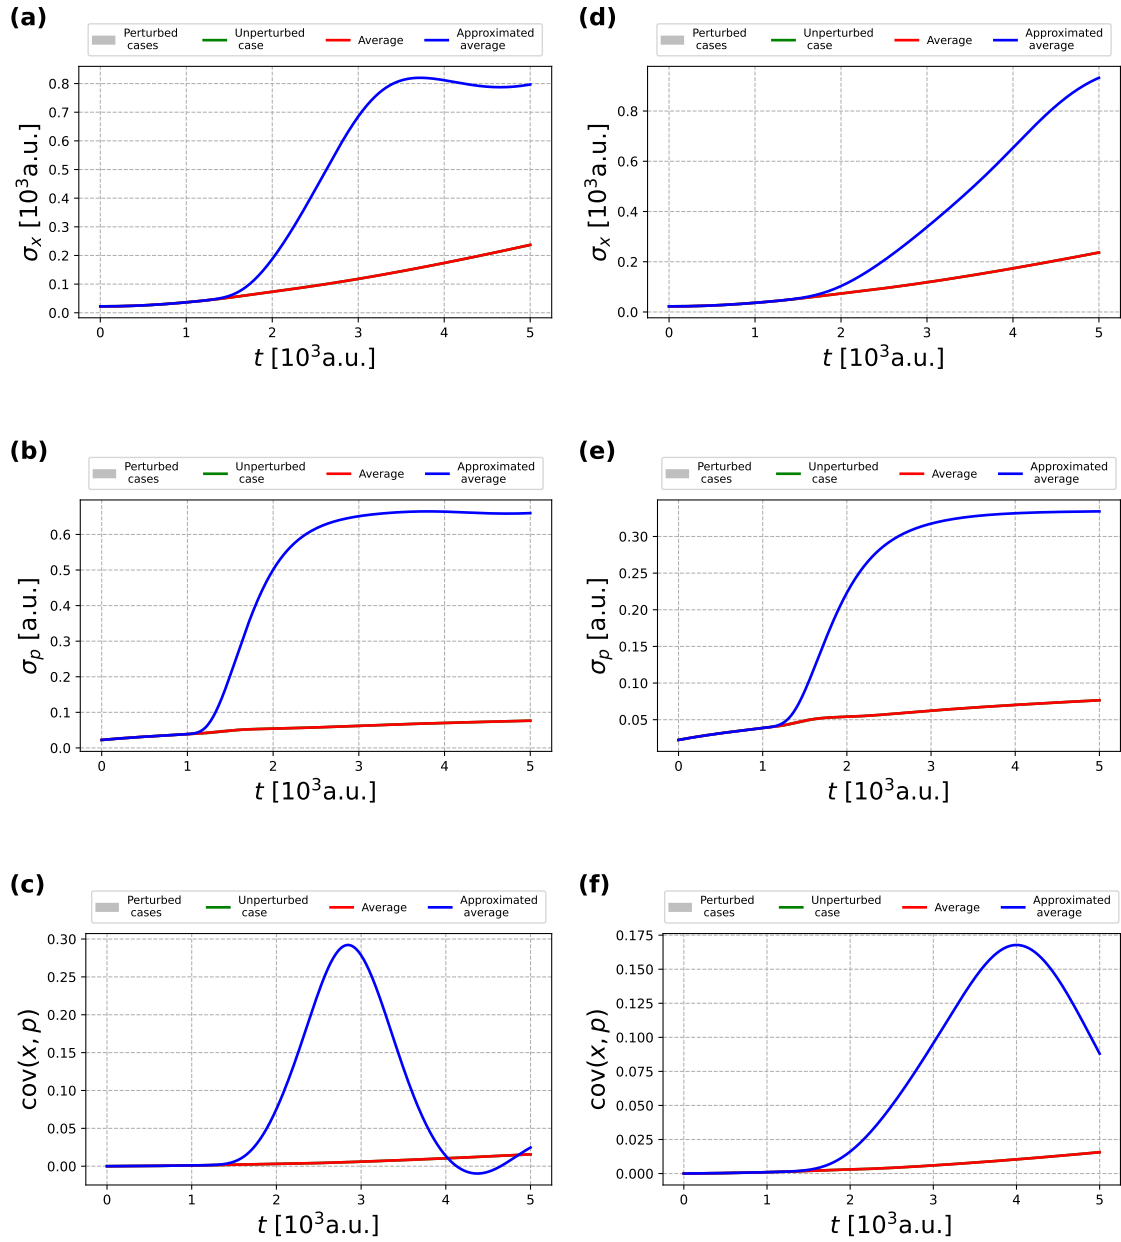 (a)
Perturbed cases
Unperturbed case
Average
Approximated average
0.8
0.7
0.6
0.5
0.4
0.3
0.2
0.1
0.0
σx [10³a.u.]
0 1 2 3 4 5
t [10³a.u.]
(d)
Perturbed cases
Unperturbed case
Average
Approximated average
0.8
0.6
0.4
0.2
0.0
σx [10³a.u.]
0 1 2 3 4 5
t [10³a.u.]
(b)
Perturbed cases
Unperturbed case
Average
Approximated average
0.6
0.5
0.4
0.3
0.2
0.1
0.0
σp [a.u.]
0 1 2 3 4 5
t [10³a.u.]
(e)
Perturbed cases
Unperturbed case
Average
Approximated average
0.30
0.25
0.20
0.15
0.10
0.05
σp [a.u.]
0 1 2 3 4 5
t [10³a.u.]
(c)
Perturbed cases
Unperturbed case
Average
Approximated average
0.30
0.25
0.20
0.15
0.10
0.05
0.00
cov(x, p)
0 1 2 3 4 5
t [10³a.u.]
(f)
Perturbed cases
Unperturbed case
Average
Approximated average
0.175
0.150
0.125
0.100
0.075
0.050
0.025
0.000
cov(x, p)
0 1 2 3 4 5
t [10³a.u.]